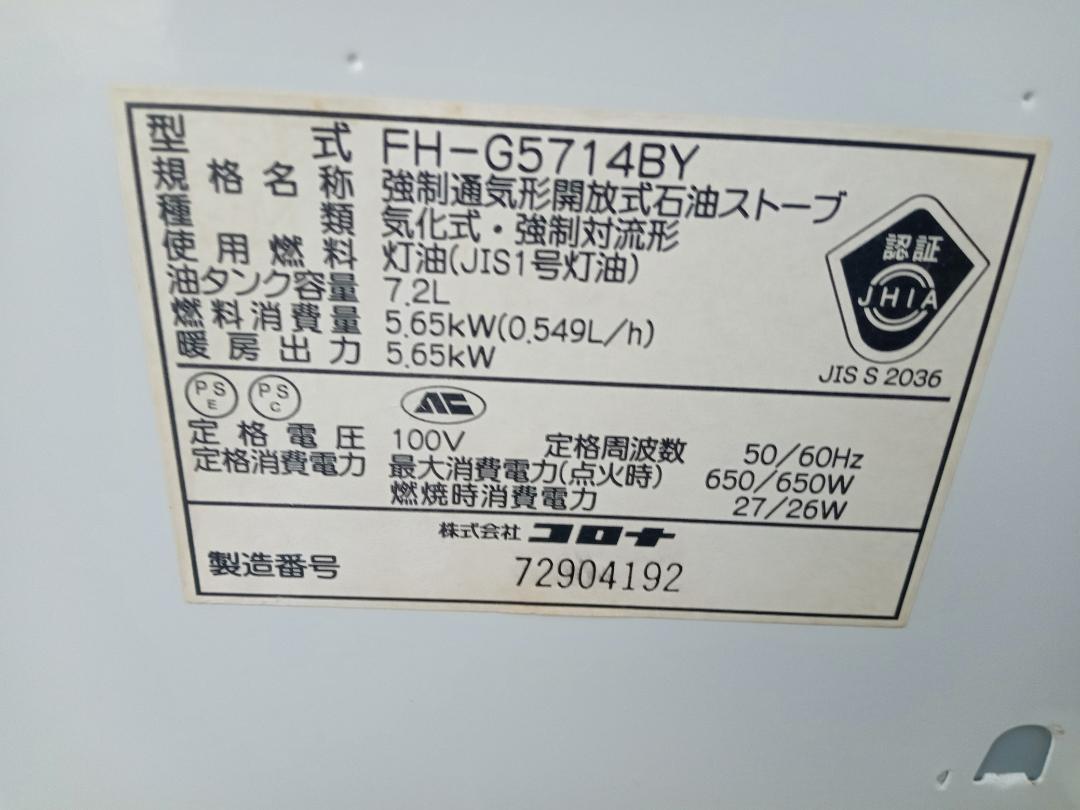 型式 FH-G5714BY
規格名称 強制通気形開放式石油ストーブ
種類 気化式・強制対流形
使用燃料 灯油(JIS1号灯油)
油タンク容量 7.2L
燃料消費量 5.65kW(0.549L/h)
暖房出力 5.65kW
認証
JHIA
JIS S 2036
PS E PS C
定格電圧 100V 定格周波数 50/60Hz
定格消費電力 最大消費電力(点火時) 650/650W
燃焼時消費電力 27/26W
株式会社 コロナ
製造番号 72904192